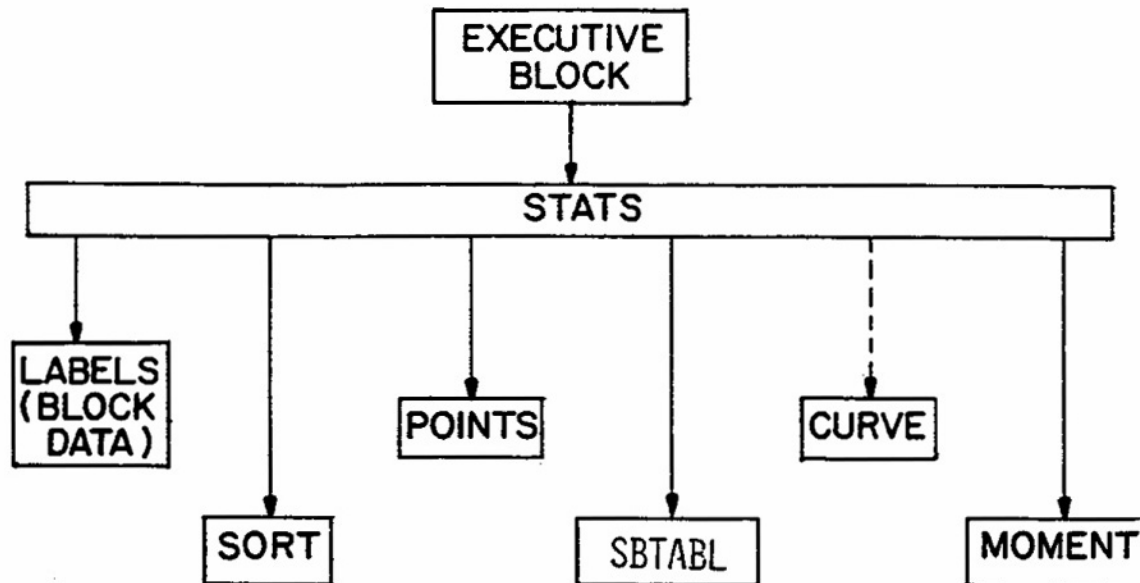 EXECUTIVE
BLOCK
STATS
LABELS
(BLOCK
DATA)
POINTS
CURVE
SORT
SBTABL
MOMENT